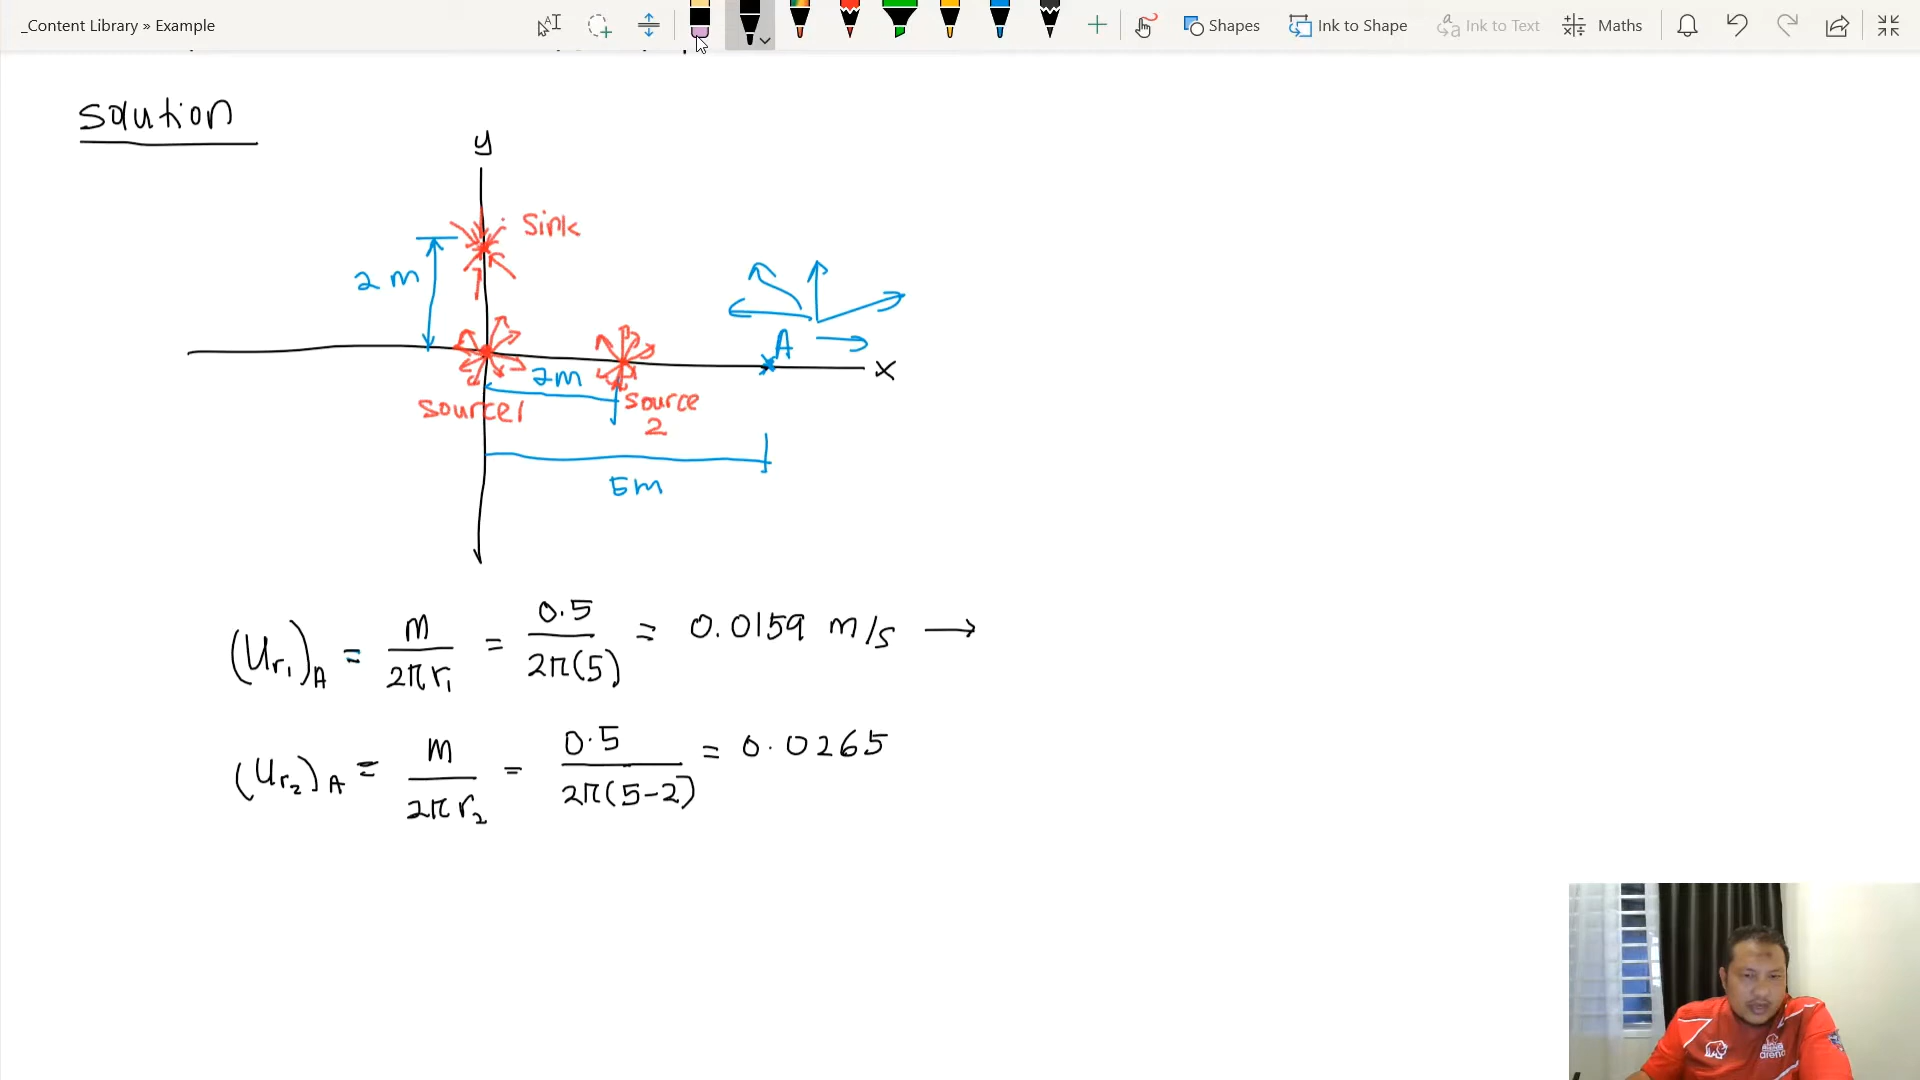 _Content Library » Example
Shapes
Ink to Shape
Ink to Text
Maths
solution
y
Sink
2 m
A
x
2m
source1
source
2
5m
(Ur₁)A = m/2πr₁ = 0.5/2π(5) = 0.0159 m/s →
(Ur₂)A = m/2πr₂ = 0.5/2π(5-2) = 0.0265